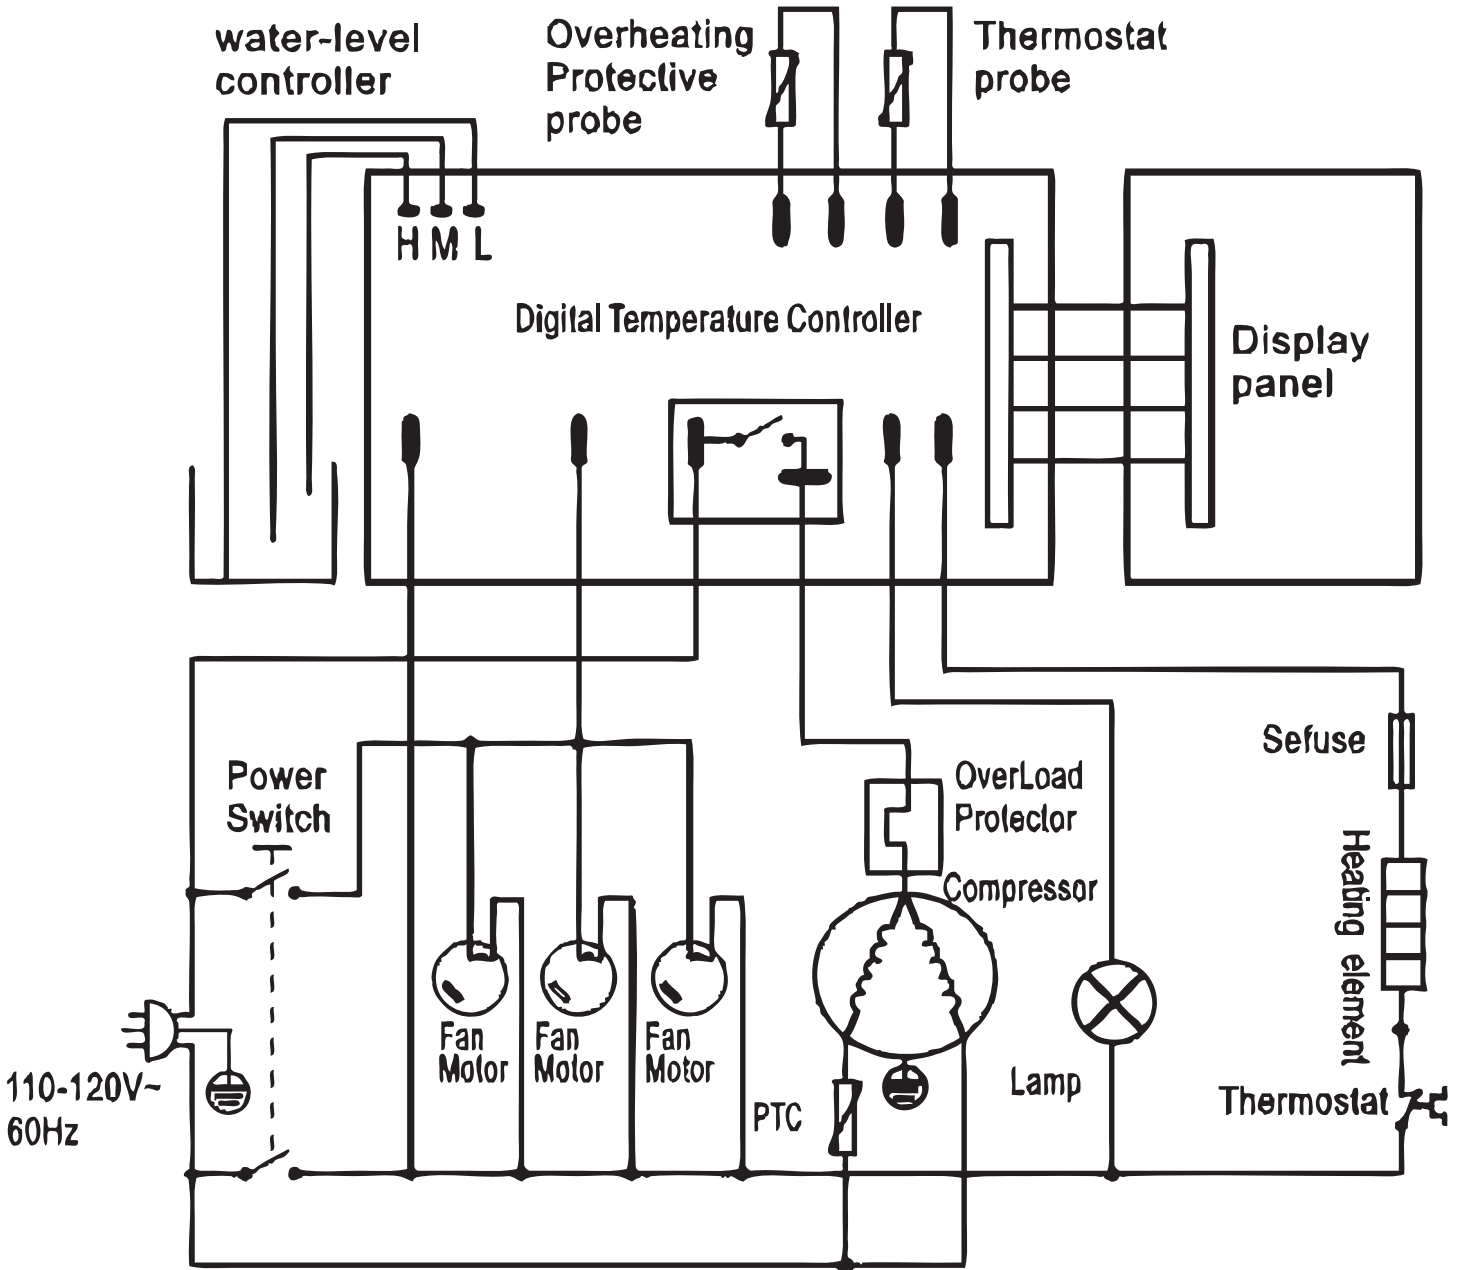 water-level
controller
Overheating
Protective
probe
Thermostat
probe
H M L
Digital Temperature Controller
Display
panel
Power
Switch
Sefuse
OverLoad
Protector
Compressor
Heating element
Fan
Motor
Fan
Motor
Fan
Motor
110-120V~
60Hz
PTC
Lamp
Thermostat